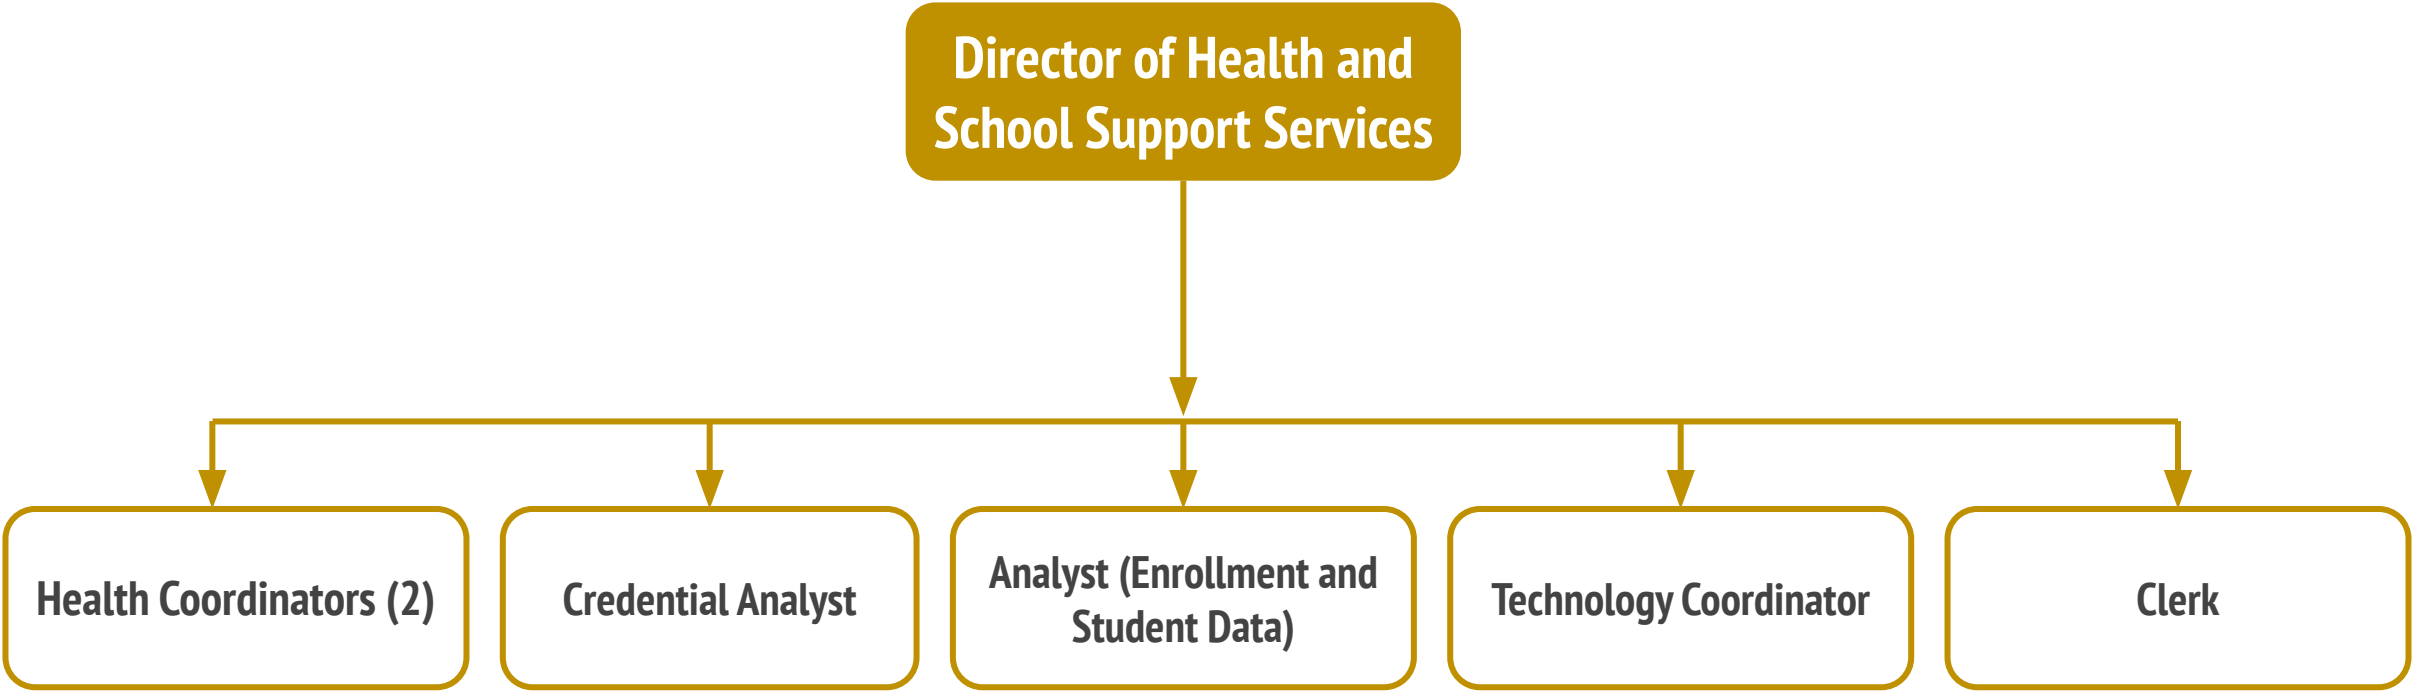 Director of Health and
School Support Services
Health Coordinators (2)
Credential Analyst
Analyst (Enrollment and
Student Data)
Technology Coordinator
Clerk